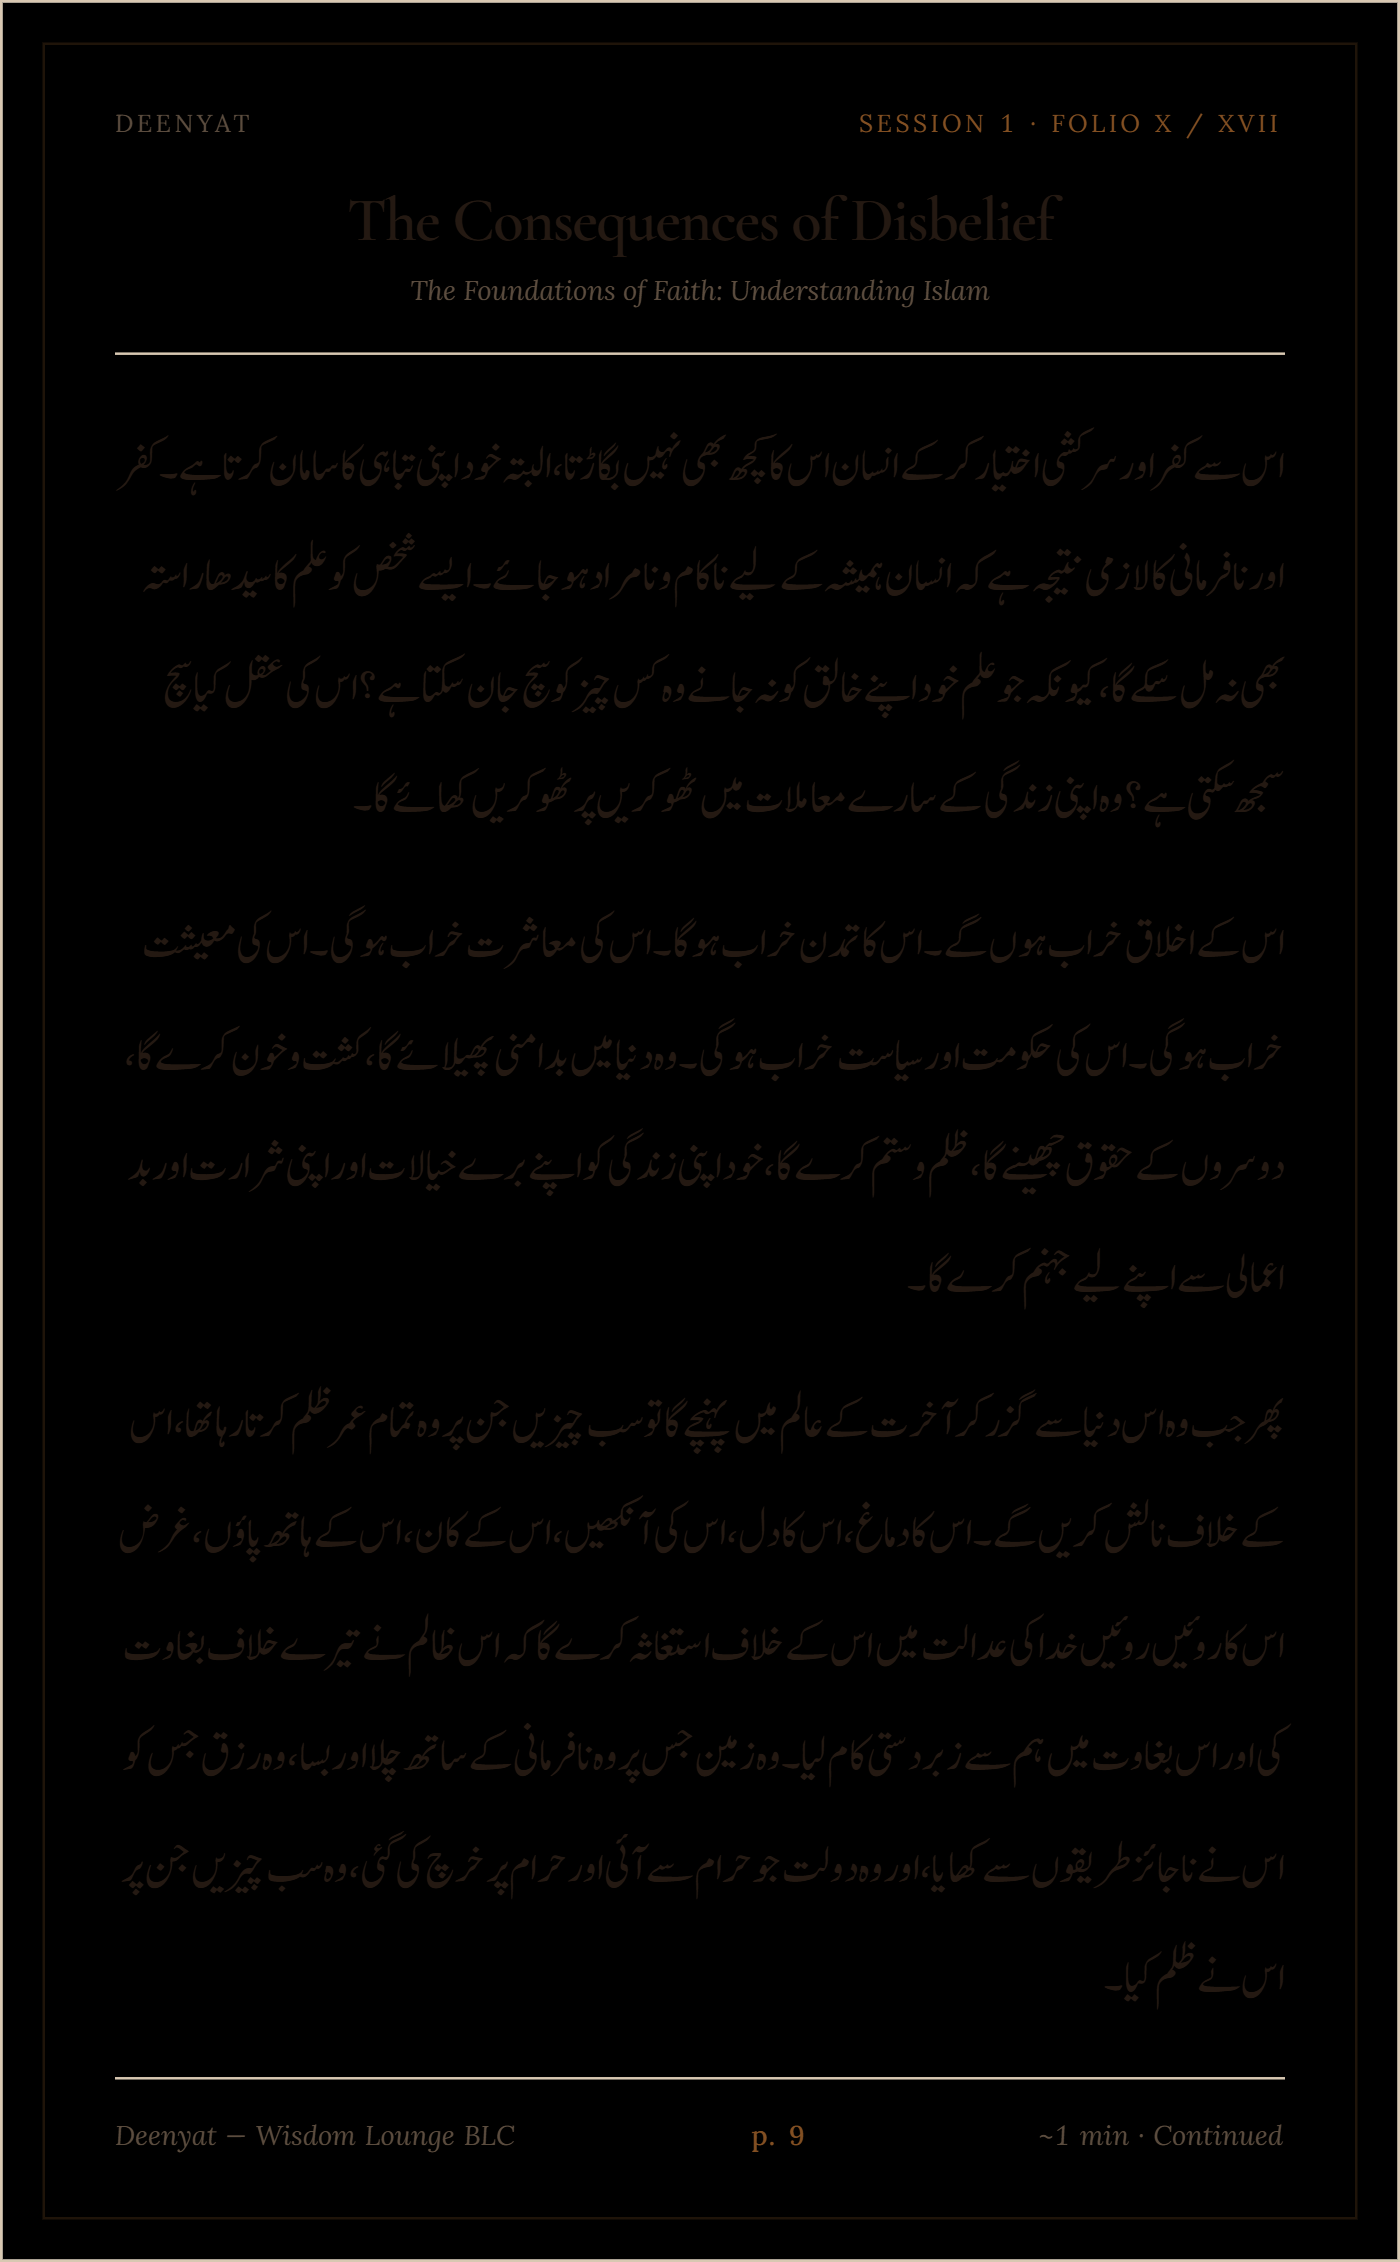 DEENYAT
SESSION 1 · FOLIO X / XVII
The Consequences of Disbelief
The Foundations of Faith: Understanding Islam
اس سے کفر اور سرکشی اختیار کر کے انسان اس کا کچھ بھی نہیں بگاڑتا، البتہ خود اپنی تباہی کا سامان کرتا ہے۔ کفر
اور نافرمانی کا لازمی نتیجہ ہے کہ انسان ہمیشہ کے لیے ناکام و نامراد ہو جائے۔ ایسے شخص کو علم کا سیدھا راستہ
بھی نہ مل سکے گا، کیونکہ جو علم خود اپنے خالق کو نہ جانے وہ کس چیز کو سچ جان سکتا ہے؟ اس کی عقل کیا سچ
سمجھ سکتی ہے؟ وہ اپنی زندگی کے سارے معاملات میں ٹھوکریں پر ٹھوکریں کھائے گا۔
اس کے اخلاق خراب ہوں گے۔ اس کا تمدن خراب ہو گا۔ اس کی معاشرت خراب ہو گی۔ اس کی معیشت
خراب ہو گی۔ اس کی حکومت اور سیاست خراب ہو گی۔ وہ دنیا میں بدامنی پھیلائے گا، کشت و خون کرے گا،
دوسروں کے حقوق چھینے گا، ظلم و ستم کرے گا، خود اپنی زندگی کو اپنے برے خیالات اور اپنی شرارت اور بد
اعمالی سے اپنے لیے جہنم کرے گا۔
پھر جب وہ اس دنیا سے گزر کر آخرت کے عالم میں پہنچے گا تو سب چیزیں جن پر وہ تمام عمر ظلم کرتا رہا تھا، اس
کے خلاف نالش کریں گے۔ اس کا دماغ، اس کا دل، اس کی آنکھیں، اس کے کان، اس کے ہاتھ پاؤں، غرض
اس کا روئیں روئیں خدا کی عدالت میں اس کے خلاف استغاثہ کرے گا کہ اس ظالم نے تیرے خلاف بغاوت
کی اور اس بغاوت میں ہم سے زبردستی کام لیا۔ وہ زمین جس پر وہ نافرمانی کے ساتھ چلا اور بسا، وہ رزق جس کو
اس نے ناجائز طریقوں سے کھایا، اور وہ دولت جو حرام سے آئی اور حرام پر خرچ کی گئی، وہ سب چیزیں جن پر
اس نے ظلم کیا۔
Deenyat — Wisdom Lounge BLC
p. 9
~1 min · Continued